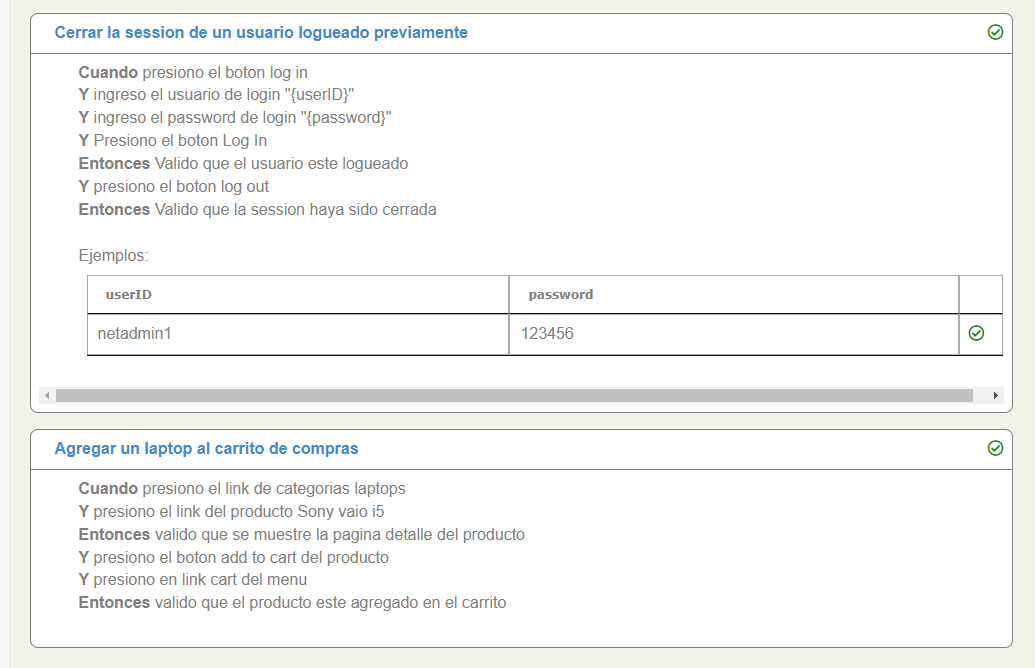 Cerrar la session de un usuario logueado previamente
Cuando presiono el boton log in
Y ingreso el usuario de login "{userID}"
Y ingreso el password de login "{password}"
Y Presiono el boton Log In
Entonces Valido que el usuario este logueado
Y presiono el boton log out
Entonces Valido que la session haya sido cerrada
Ejemplos:
userID password
netadmin1 123456
Agregar un laptop al carrito de compras
Cuando presiono el link de categorias laptops
Y presiono el link del producto Sony vaio i5
Entonces valido que se muestre la pagina detalle del producto
Y presiono el boton add to cart del producto
Y presiono en link cart del menu
Entonces valido que el producto este agregado en el carrito